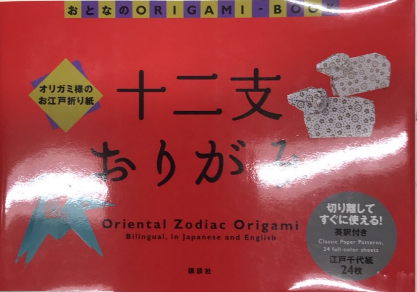 おとなのORIGAMI-BOOK
オリガミ様の
お江戸折り紙
十二支
おりがみ
Oriental Zodiac Origami
Bilingual, in Japanese and English
切り離して
すぐに使える!
英訳付き
Classic Paper Patterns,
24 full-color sheets
江戸千代紙
24枚
講談社